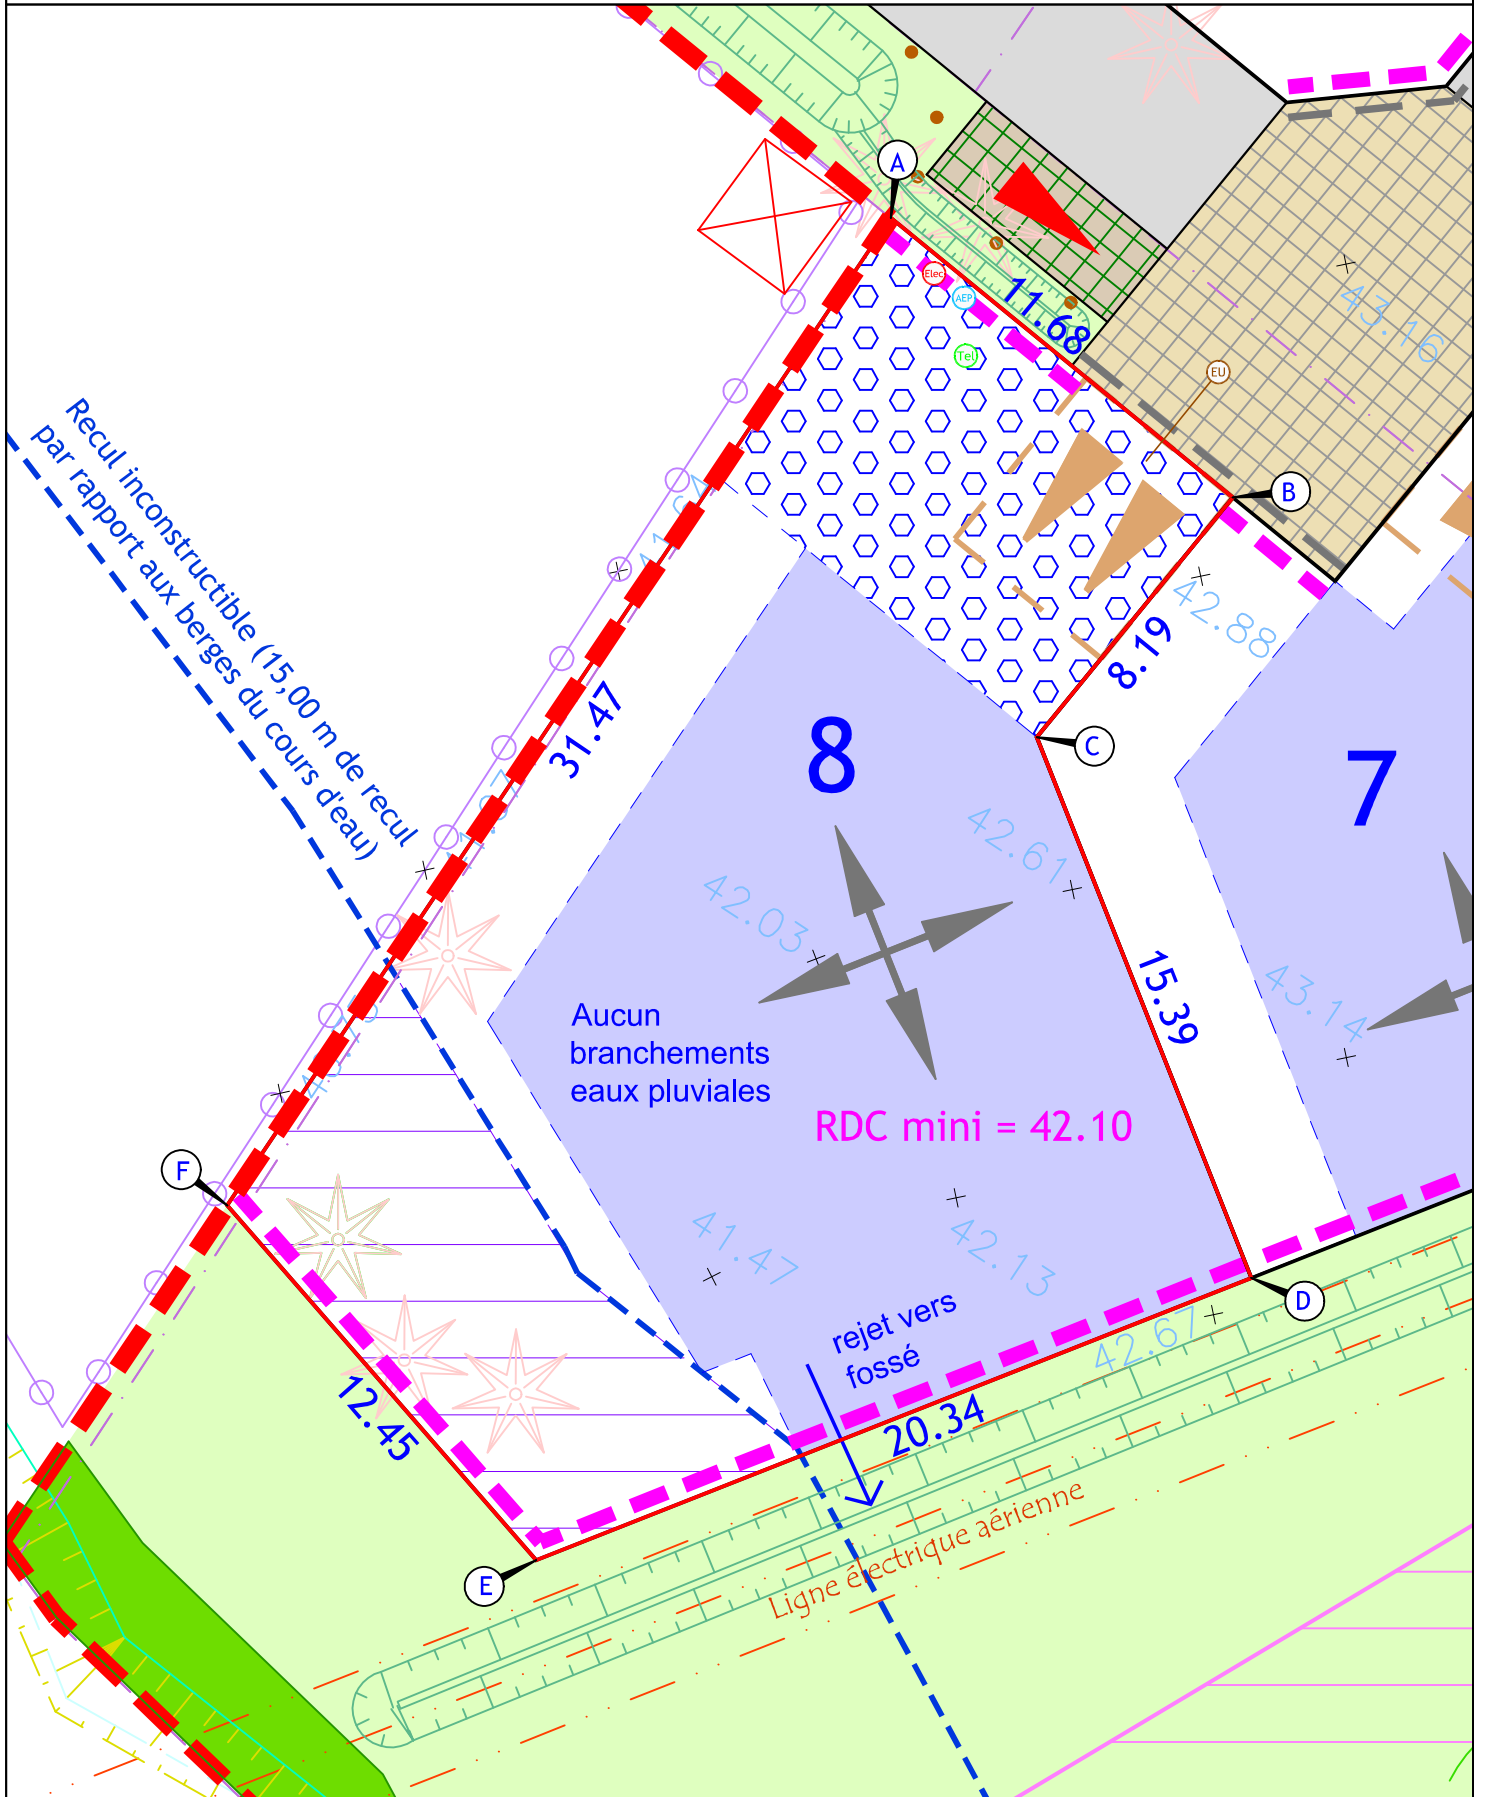 A
Elec
AEP
Tel
11.68
43.16
EU
B
Recul inconstructible (15,00 m de recul
par rapport aux berges du cours d'eau)
42.88
8.19
31.47
8
C
7
42.61
42.03
15.39
43.14
Aucun
branchements
eaux pluviales
RDC mini = 42.10
F
41.47
42.13
D
rejet vers
fossé
42.67
12.45
20.34
Ligne électrique aérienne
E